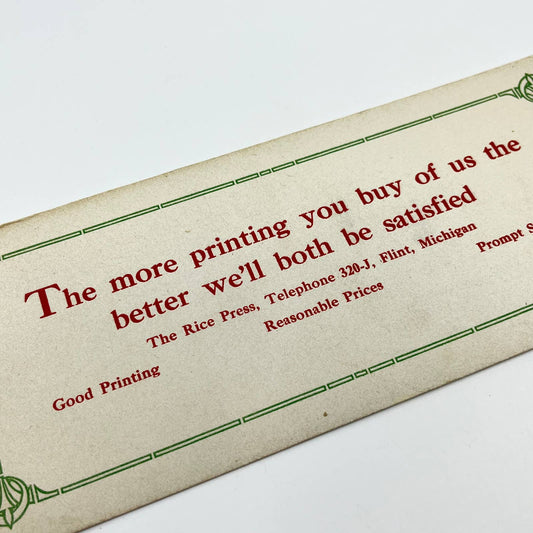 The more printing you buy of us the
better we'll both be satisfied
The Rice Press, Telephone 320-J, Flint, Michigan
Good Printing Reasonable Prices Prompt S